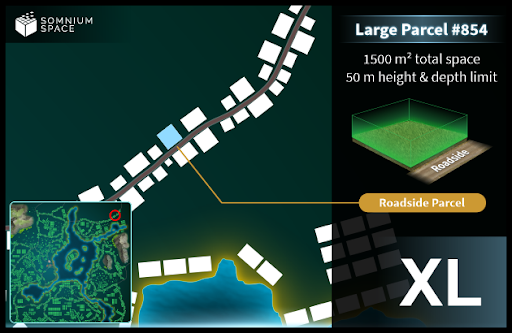 SOMNIUM
SPACE
Large Parcel #854
1500 m² total space
50 m height & depth limit
Roadside
Roadside Parcel
XL